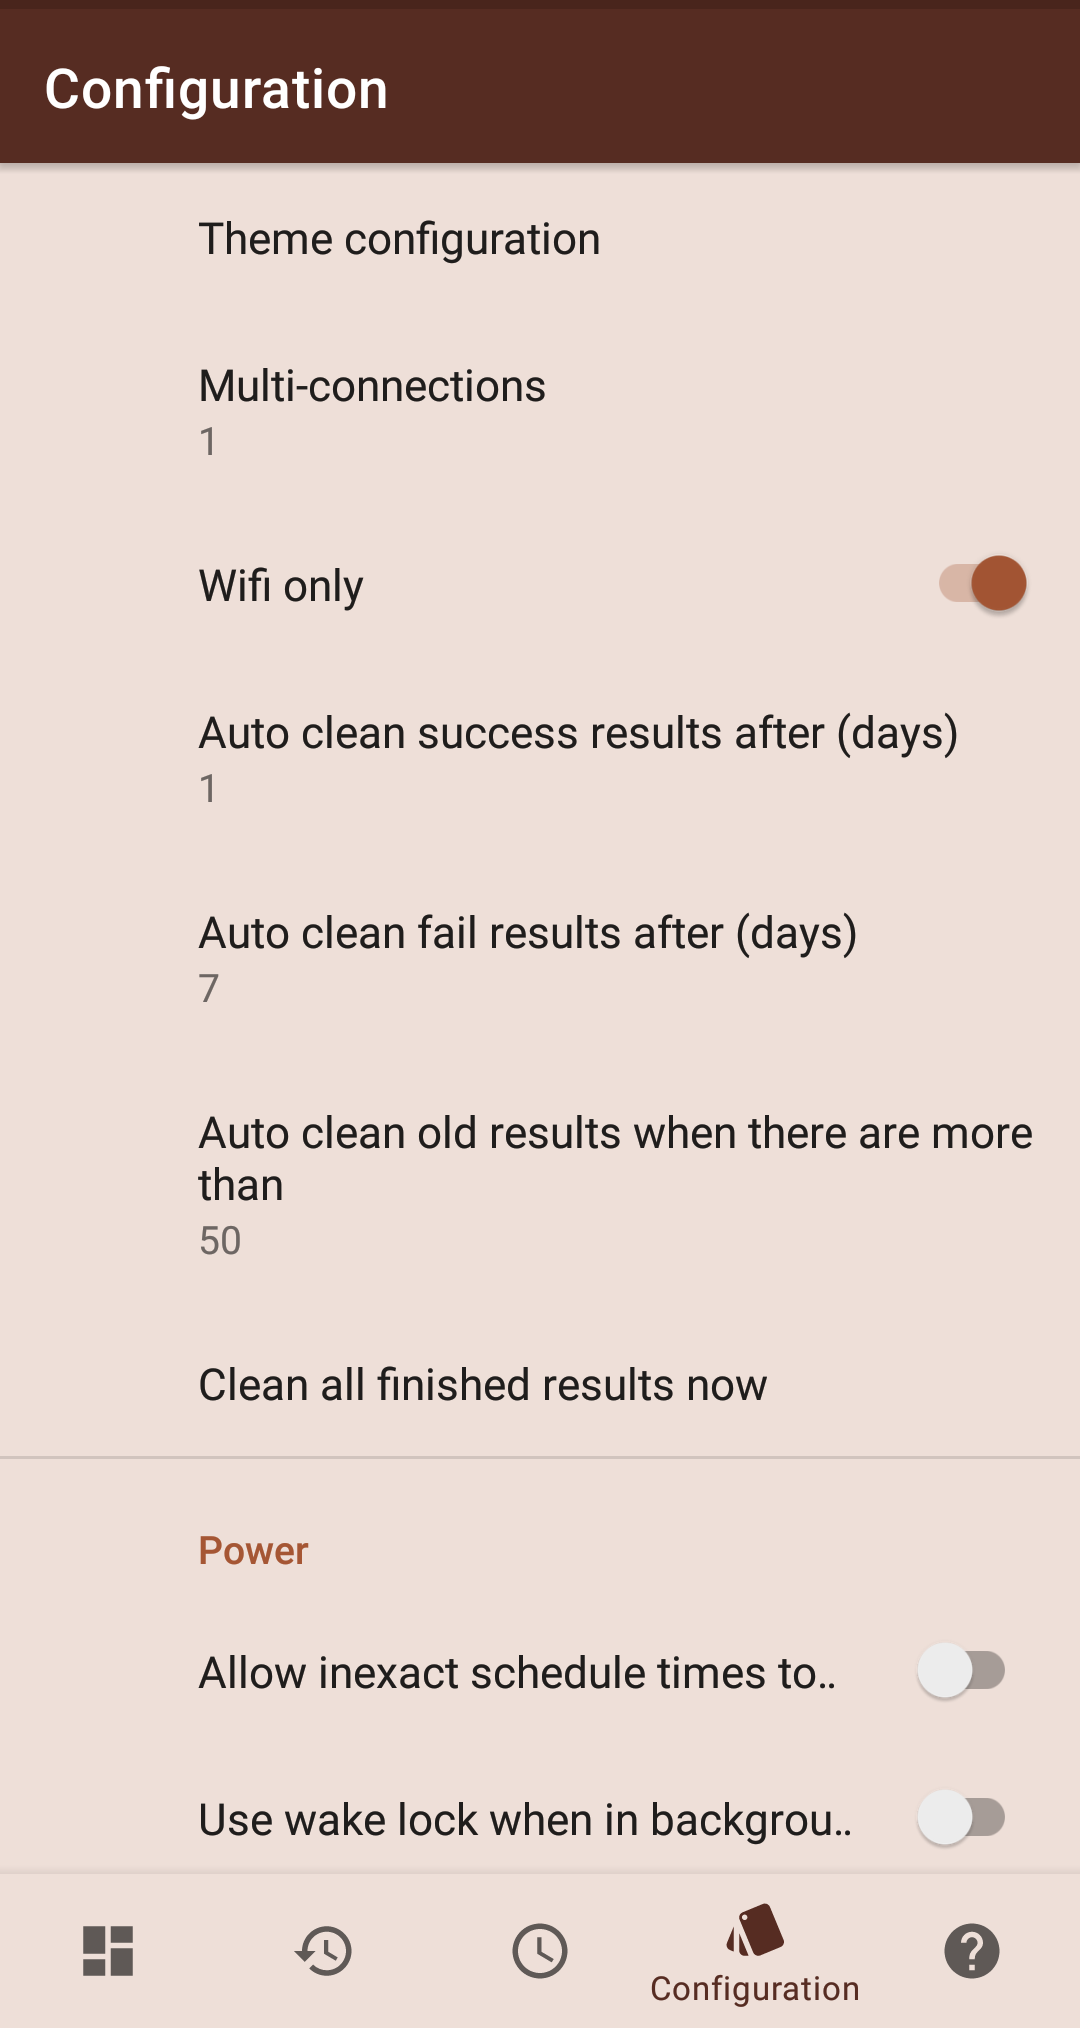 Configuration
Theme configuration
Multi-connections
1
Wifi only
Auto clean success results after (days)
1
Auto clean fail results after (days)
7
Auto clean old results when there are more
than
50
Clean all finished results now
Power
Allow inexact schedule times to..
Use wake lock when in backgrou..
Configuration